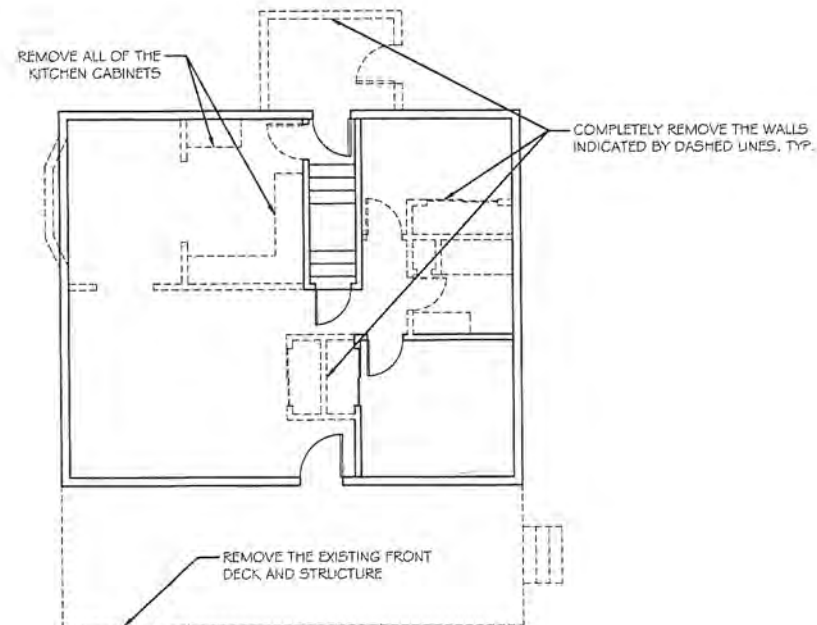 REMOVE ALL OF THE
KITCHEN CABINETS
COMPLETELY REMOVE THE WALLS
INDICATED BY DASHED LINES, TYP.
REMOVE THE EXISTING FRONT
DECK AND STRUCTURE